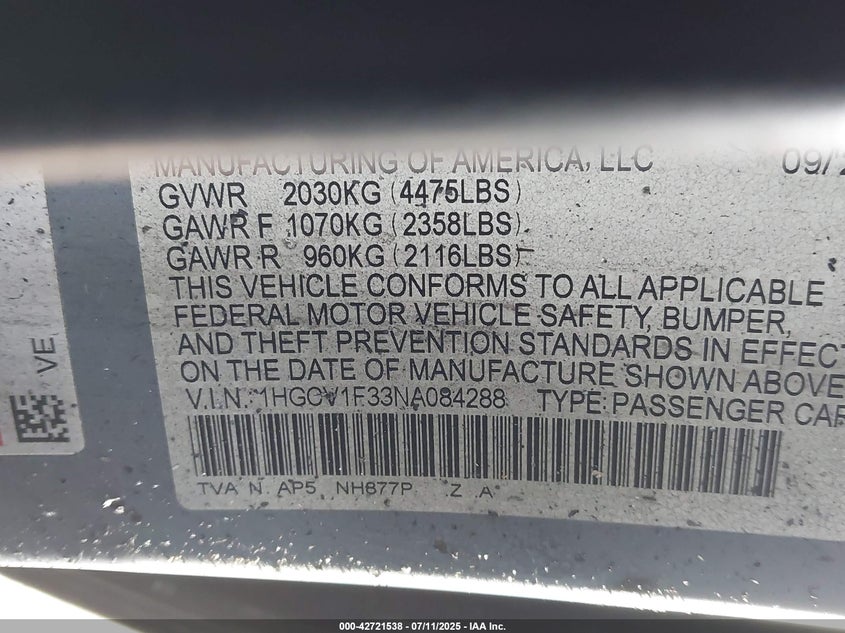 MANUFACTURING OF AMERICA, LLC 09/2
GVWR 2030KG (4475LBS)
GAWR F 1070KG (2358LBS)
GAWR R 960KG (2116LBS)
THIS VEHICLE CONFORMS TO ALL APPLICABLE
FEDERAL MOTOR VEHICLE SAFETY, BUMPER,
AND THEFT PREVENTION STANDARDS IN EFFECT
ON THE DATE OF MANUFACTURE SHOWN ABOVE
V.I.N.: 1HGCV1F33NA084288 TYPE: PASSENGER CAR
TVA N AP5 NH877P Z A
VE
000-42721538 - 07/11/2025 - IAA Inc.